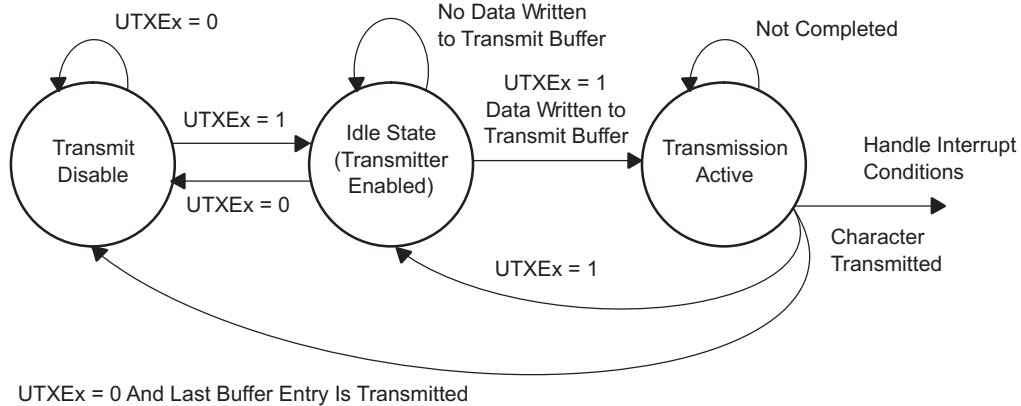 UTXEx = 0
No Data Written
to Transmit Buffer
Not Completed
UTXEx = 1
Data Written to
Transmit Buffer
UTXEx = 1
Transmit
Disable
Idle State
(Transmitter
Enabled)
Transmission
Active
Handle Interrupt
Conditions
UTXEx = 0
Character
Transmitted
UTXEx = 1
UTXEx = 0 And Last Buffer Entry Is Transmitted